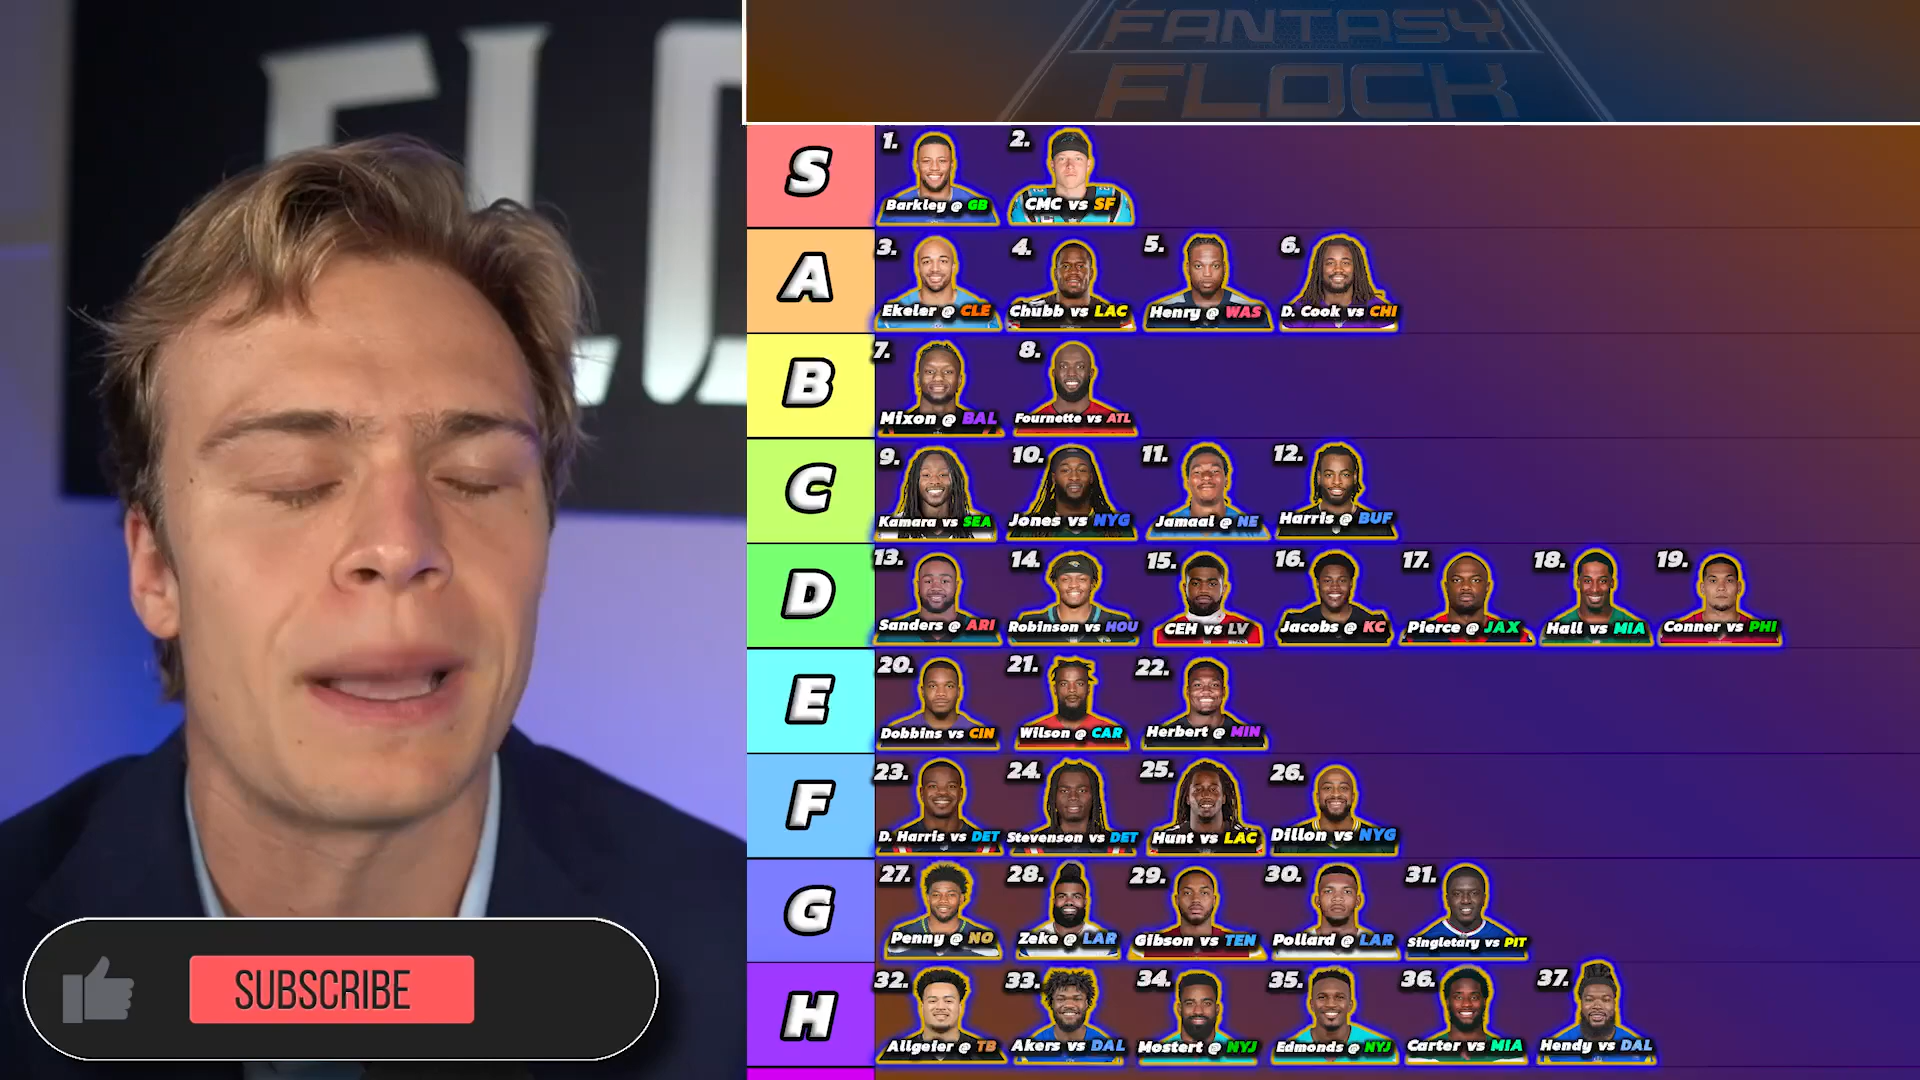 FLO
FANTASY
FLOCK
S
1.
2.
Barkley @ GB
CMC vs SF
A
3.
4.
5.
6.
Ekeler @ CLE
Chubb vs LAC
Henry @ WAS
D. Cook vs CHI
B
7.
8.
Mixon @ BAL
Fournette vs ATL
C
9.
10.
11.
12.
Kamara vs SEA
Jones vs NYG
Jamaal @ NE
Harris @ BUF
D
13.
14.
15.
16.
17.
18.
19.
Sanders @ ARI
Robinson vs HOU
CEH vs LV
Jacobs @ KC
Pierce @ JAX
Hall vs MIA
Conner vs PHI
E
20.
21.
22.
Dobbins vs CIN
Wilson @ CAR
Herbert @ MIN
F
23.
24.
25.
26.
D. Harris vs DET
Stevenson vs DET
Hunt vs LAC
Dillon vs NYG
G
27.
28.
29.
30.
31.
Penny @ NO
Zeke @ LAR
Gibson vs TEN
Pollard @ LAR
Singletary vs PIT
H
32.
33.
34.
35.
36.
37.
Allgeier @ TB
Akers vs DAL
Mostert @ NYJ
Edmonds @ NYJ
Carter vs MIA
Hendy vs DAL
SUBSCRIBE